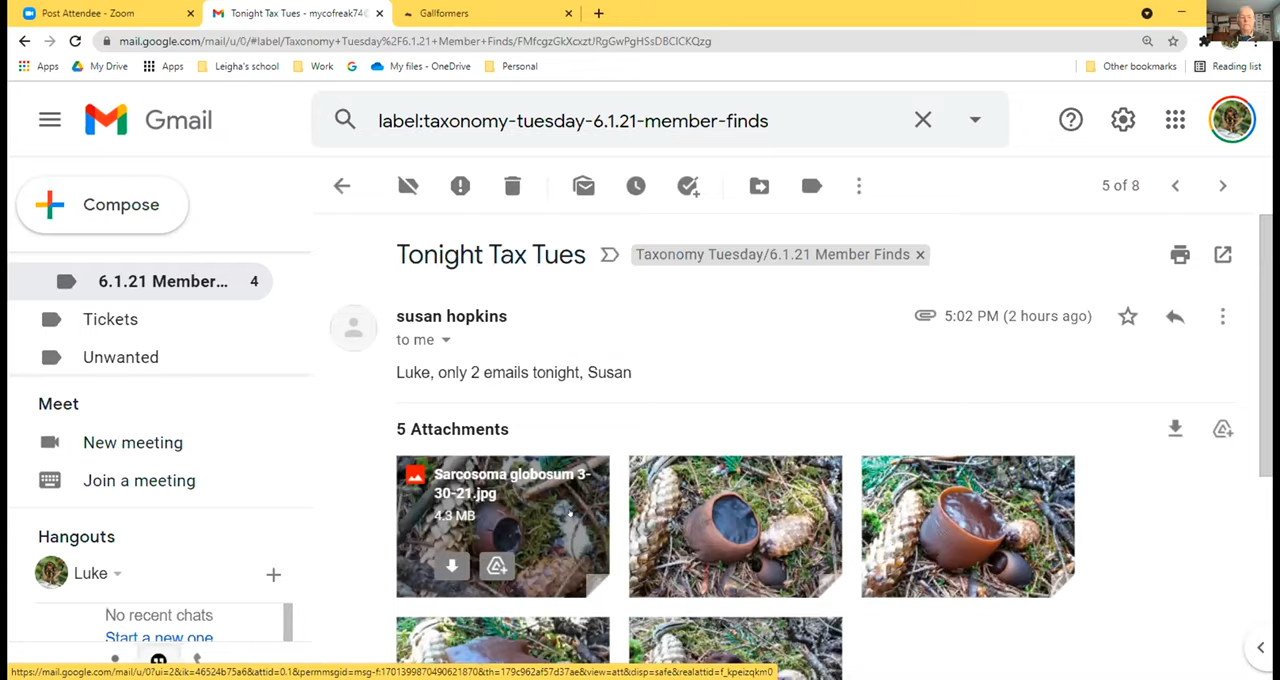 Post Attendee - Zoom
Tonight Tax Tues - mycofreak74@
Gallformers
mail.google.com/mail/u/0/#label/Taxonomy+Tuesday%2F6.1.21+Member+Finds/FMfcgzGkXcxztJRgGwPgHSsDBClCKQzg
Apps
My Drive
Apps
Leigha's school
Work
My files - OneDrive
Personal
Other bookmarks
Reading list
Gmail
label:taxonomy-tuesday-6.1.21-member-finds
Compose
5 of 8
Tonight Tax Tues
Taxonomy Tuesday/6.1.21 Member Finds ×
6.1.21 Member... 4
Tickets
Unwanted
susan hopkins
5:02 PM (2 hours ago)
to me
Luke, only 2 emails tonight, Susan
Meet
New meeting
Join a meeting
5 Attachments
Sarcosoma globosum 3-
30-21.jpg
4.3 MB
Hangouts
Luke
No recent chats
Start a new one